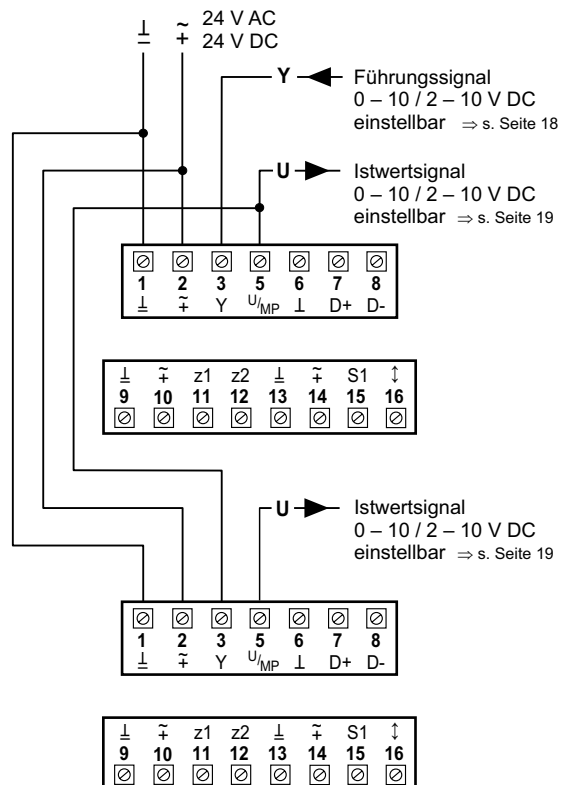 ⊥ ~ 24 V AC
+ 24 V DC
Y Führungssignal
0 – 10 / 2 – 10 V DC
einstellbar ⇒ s. Seite 18
U Istwertsignal
0 – 10 / 2 – 10 V DC
einstellbar ⇒ s. Seite 19
1 2 3 5 6 7 8
⊥ ~+ Y U/MP ⊥ D+ D-
⊥ ~+ z1 z2 ⊥ ~+ S1 ↕
9 10 11 12 13 14 15 16
U Istwertsignal
0 – 10 / 2 – 10 V DC
einstellbar ⇒ s. Seite 19
1 2 3 5 6 7 8
⊥ ~+ Y U/MP ⊥ D+ D-
⊥ ~+ z1 z2 ⊥ ~+ S1 ↕
9 10 11 12 13 14 15 16